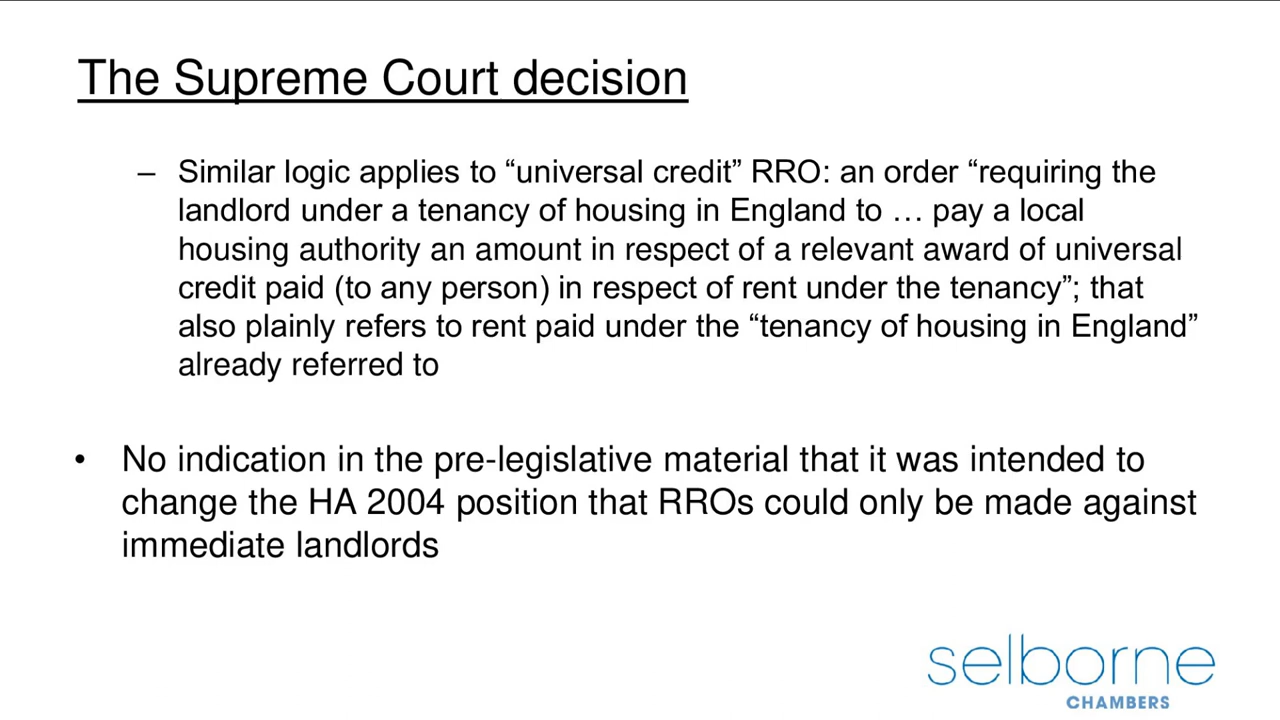 The Supreme Court decision
– Similar logic applies to “universal credit” RRO: an order “requiring the
landlord under a tenancy of housing in England to … pay a local
housing authority an amount in respect of a relevant award of universal
credit paid (to any person) in respect of rent under the tenancy”; that
also plainly refers to rent paid under the “tenancy of housing in England”
already referred to
• No indication in the pre-legislative material that it was intended to
change the HA 2004 position that RROs could only be made against
immediate landlords
selborne
CHAMBERS